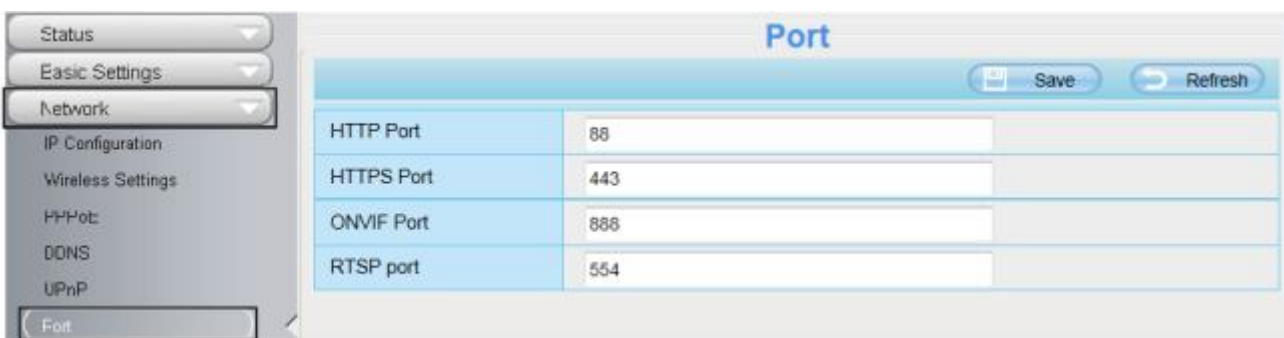 Status
Easic Settings
Network
IP Configuration
Wireless Settings
PPPoE
DDNS
UPnP
Port
Port
Save
Refresh
HTTP Port
88
HTTPS Port
443
ONVIF Port
888
RTSP port
554